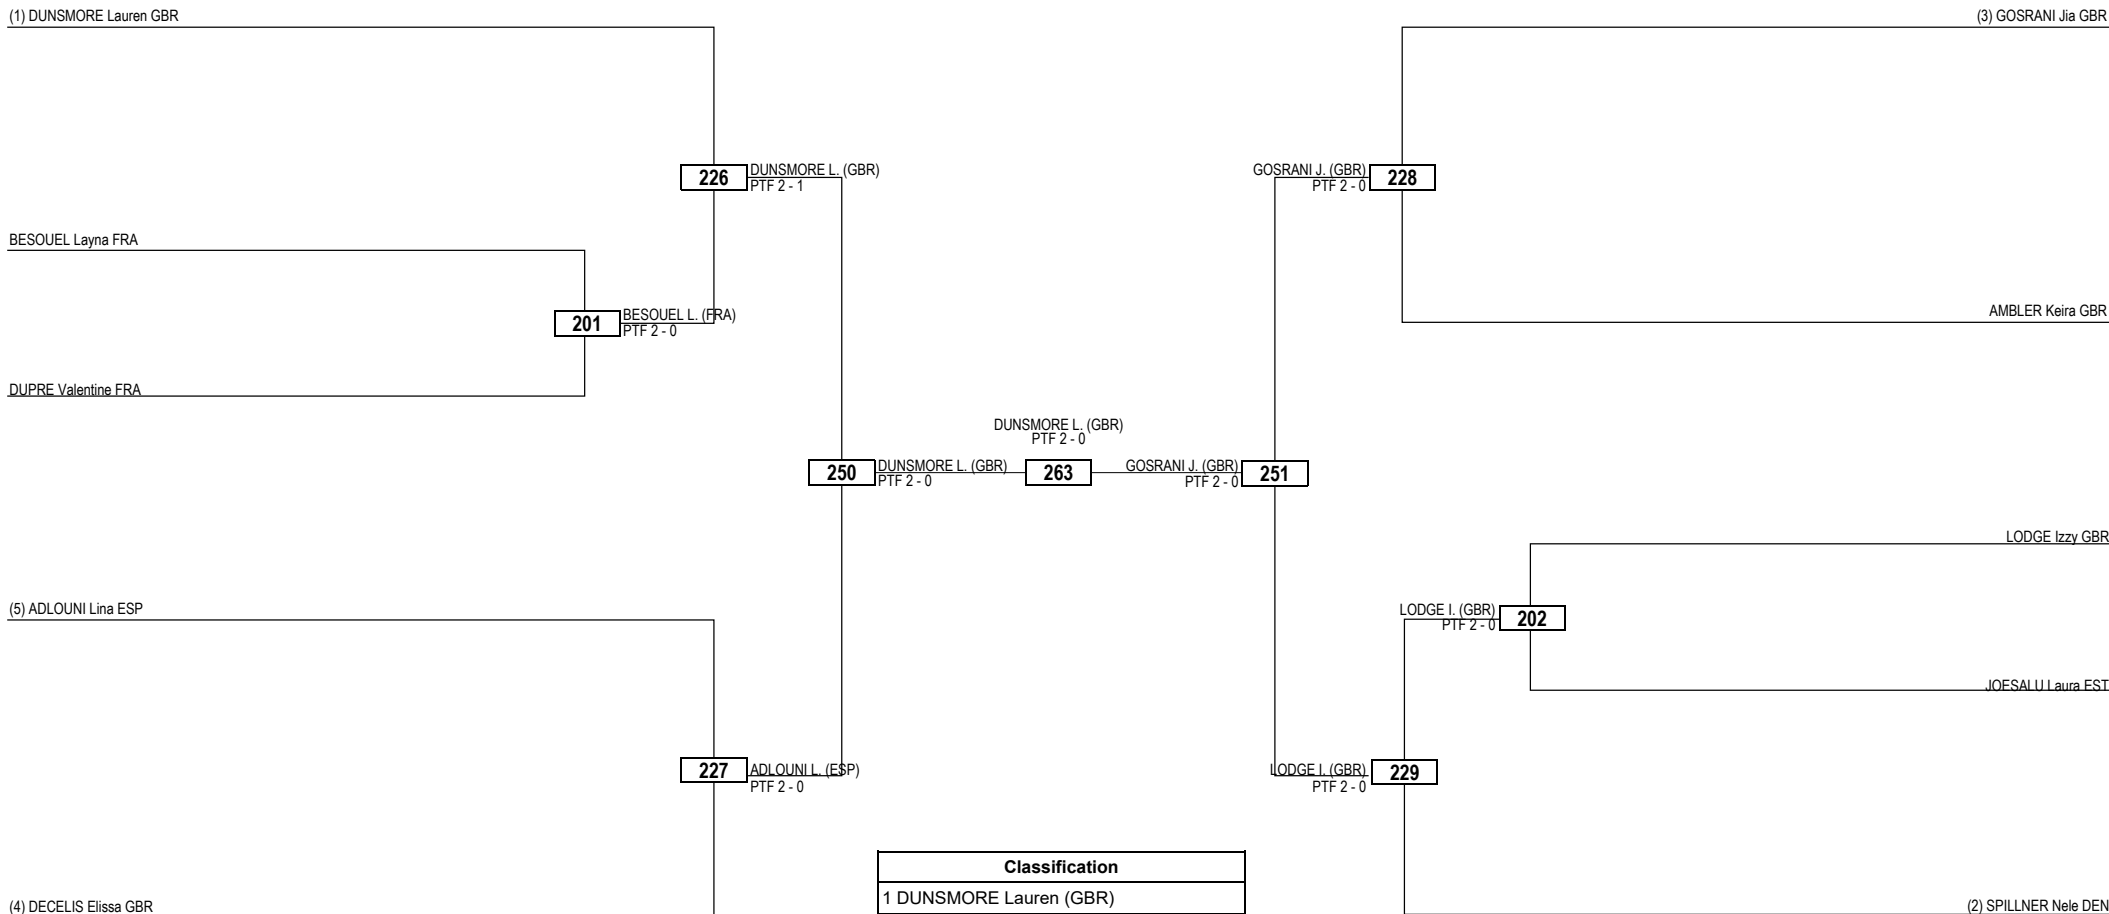 (1) DUNSMORE Lauren GBR
(3) GOSRANI Jia GBR
226
DUNSMORE L. (GBR)
PTF 2 - 1
GOSRANI J. (GBR)
PTF 2 - 0
228
BESOUEL Layna FRA
201
BESOUEL L. (FRA)
PTF 2 - 0
AMBLER Keira GBR
DUPRE Valentine FRA
DUNSMORE L. (GBR)
PTF 2 - 0
250
DUNSMORE L. (GBR)
PTF 2 - 0
263
GOSRANI J. (GBR)
PTF 2 - 0
251
LODGE Izzy GBR
(5) ADLOUNI Lina ESP
LODGE I. (GBR)
PTF 2 - 0
202
JOESALU Laura EST
227
ADLOUNI L. (ESP)
PTF 2 - 0
LODGE I. (GBR)
PTF 2 - 0
229
Classification
1 DUNSMORE Lauren (GBR)
(4) DECELIS Elissa GBR
(2) SPILLNER Nele DEN